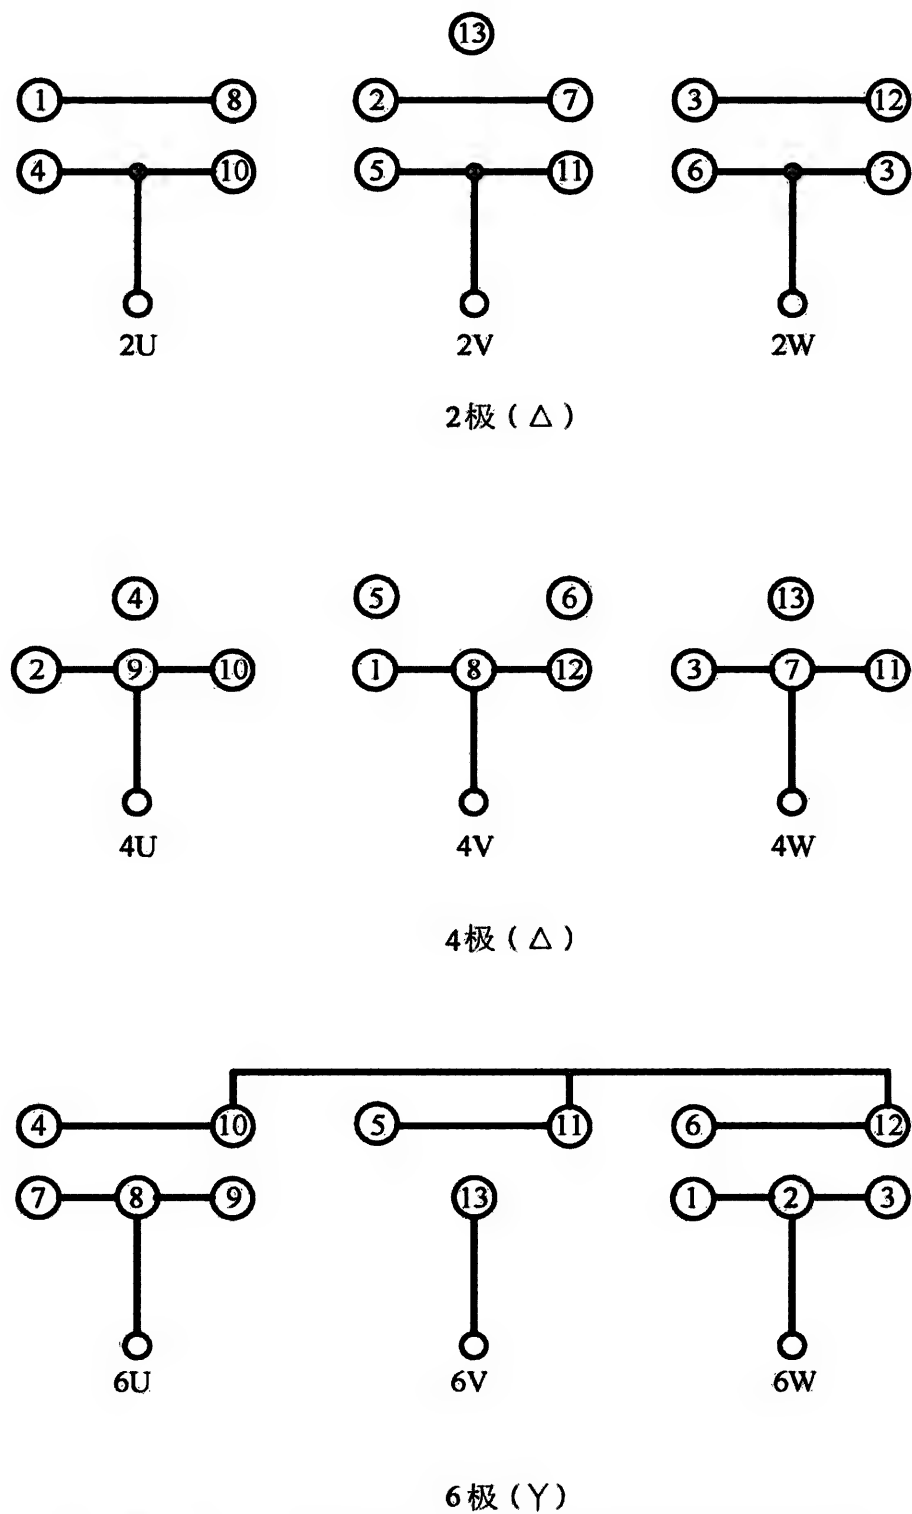 ⑬
① ⑧ ② ⑦ ③ ⑫
④ ⑩ ⑤ ⑪ ⑥ ③
2U 2V 2W
2极(△)
④ ⑤ ⑥ ⑬
② ⑨ ⑩ ① ⑧ ⑫ ③ ⑦ ⑪
4U 4V 4W
4极(△)
④ ⑩ ⑤ ⑪ ⑥ ⑫
⑦ ⑧ ⑨ ⑬ ① ② ③
6U 6V 6W
6极(Y)